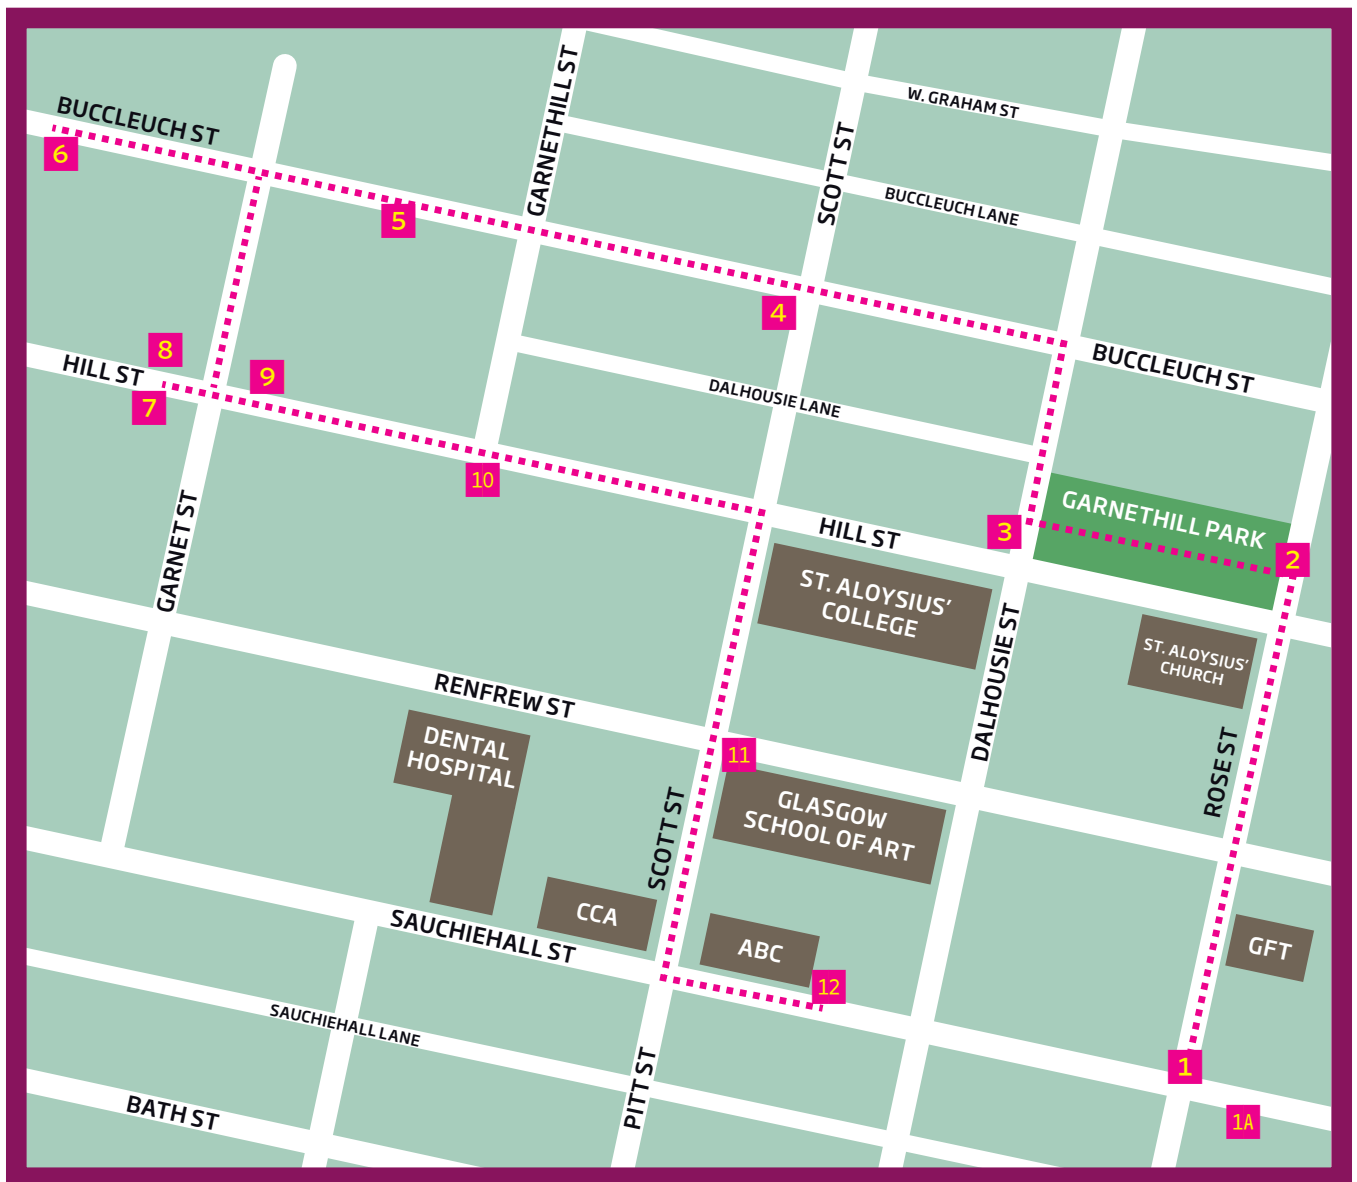 W. GRAHAM ST
BUCCLEUCH ST
GARNETHILL ST
SCOTT ST
6
BUCCLEUCH LANE
5
4
8
HILL ST
9
7
DALHOUSIE LANE
BUCCLEUCH ST
10
GARNET ST
HILL ST
3
GARNETHILL PARK
2
ST. ALOYSIUS'
COLLEGE
DALHOUSIE ST
ST. ALOYSIUS'
CHURCH
RENFREW ST
DENTAL
HOSPITAL
11
ROSE ST
GLASGOW
SCHOOL OF ART
SCOTT ST
CCA
SAUCHIEHALL ST
ABC
GFT
12
SAUCHIEHALL LANE
PITT ST
1
BATH ST
1A